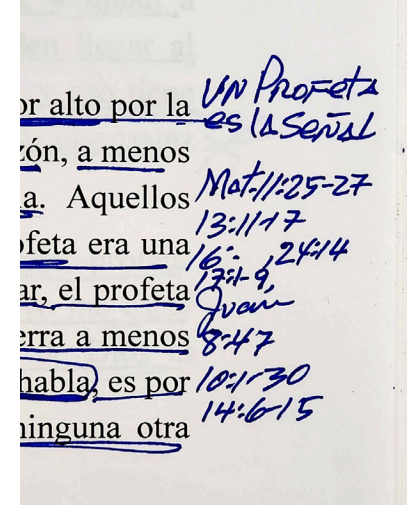 or alto por la
zón, a menos
a. Aquellos
ofeta era una
ar, el profeta
erra a menos
habla, es por
ninguna otra
UN PROFETA
es LA SEÑAL
Mat. 11:25-27
13:11-17
16: , 24:14
17:1-9,
Juan
8:47
10:1-30
14:6-15